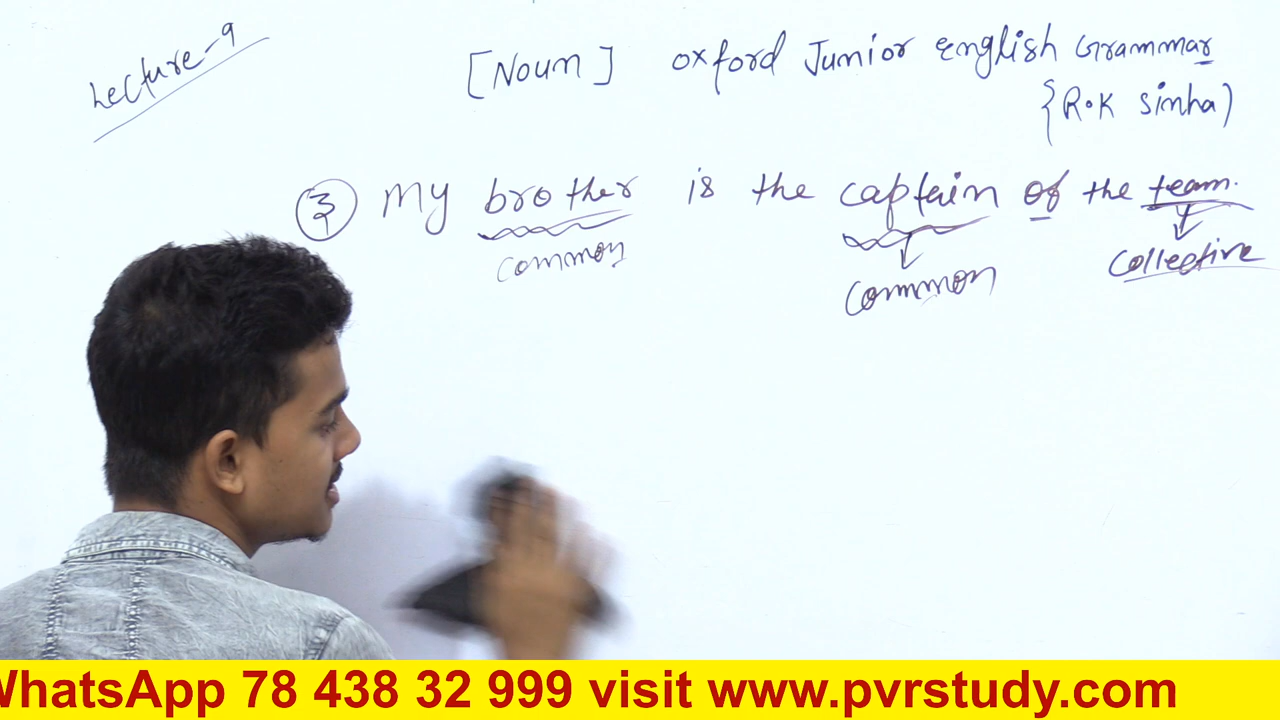 Lecture-9
[Noun] Oxford Junior English Grammar
{R.K Sinha)
③ My brother is the captain of the team.
common
common
collective
WhatsApp 78 438 32 999 visit www.pvrstudy.com